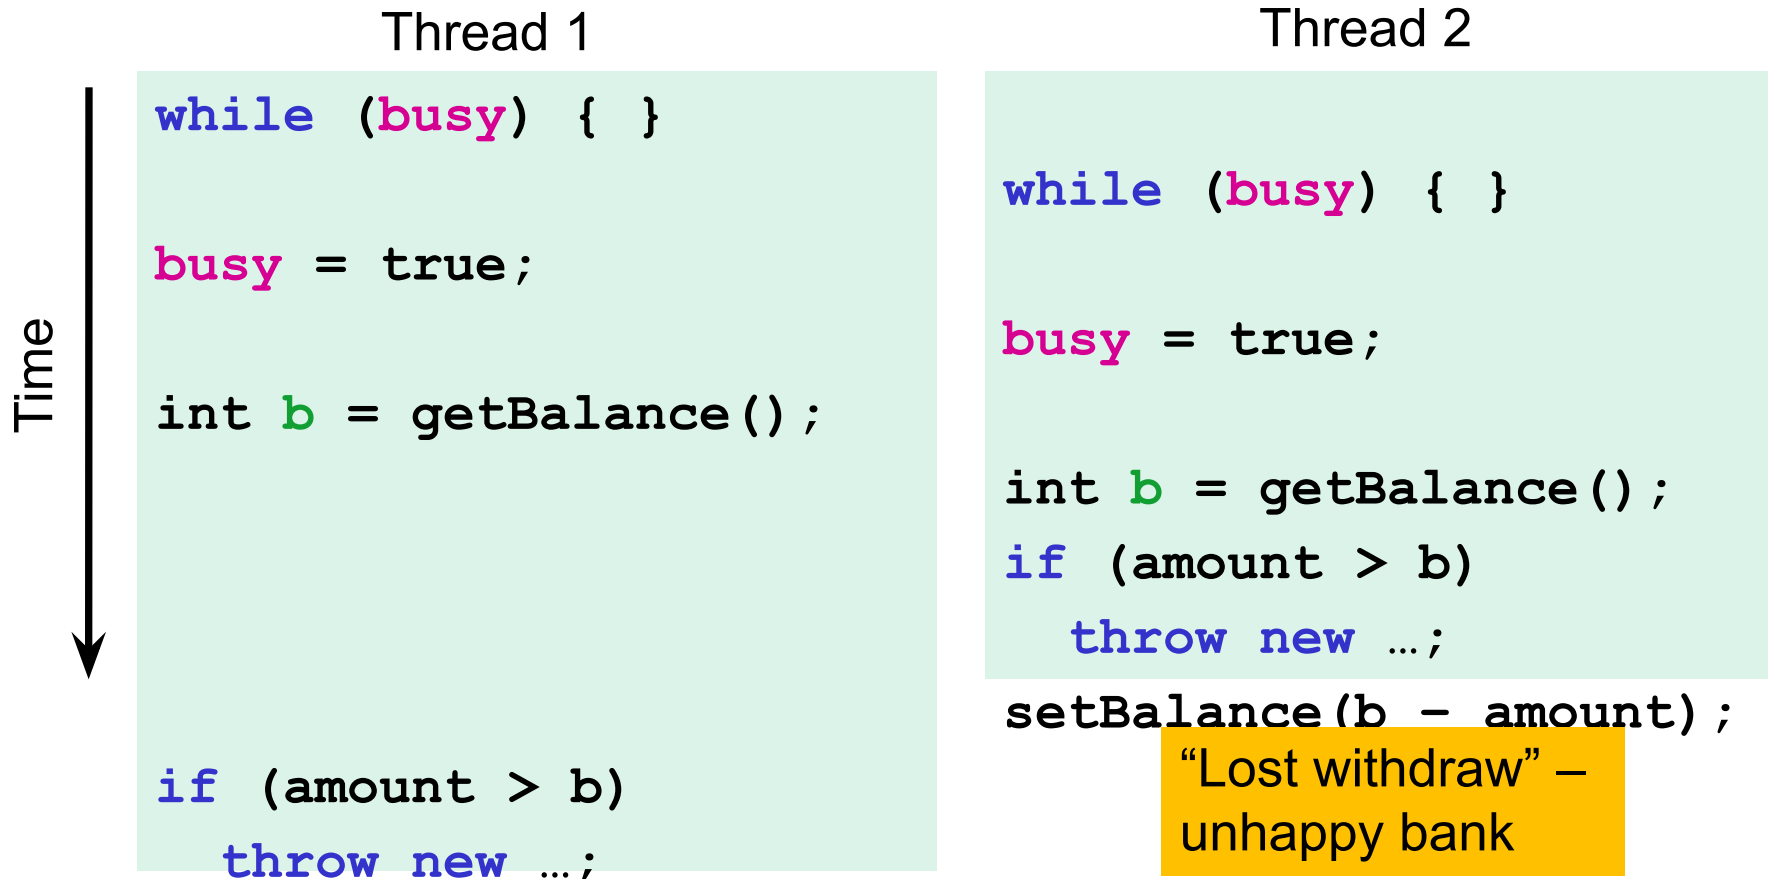 Thread 1
Thread 2
Time
while (busy) { }
busy = true;
int b = getBalance();
if (amount > b)
throw new …;
while (busy) { }
busy = true;
int b = getBalance();
if (amount > b)
throw new …;
setBalance(b – amount);
“Lost withdraw” –
unhappy bank